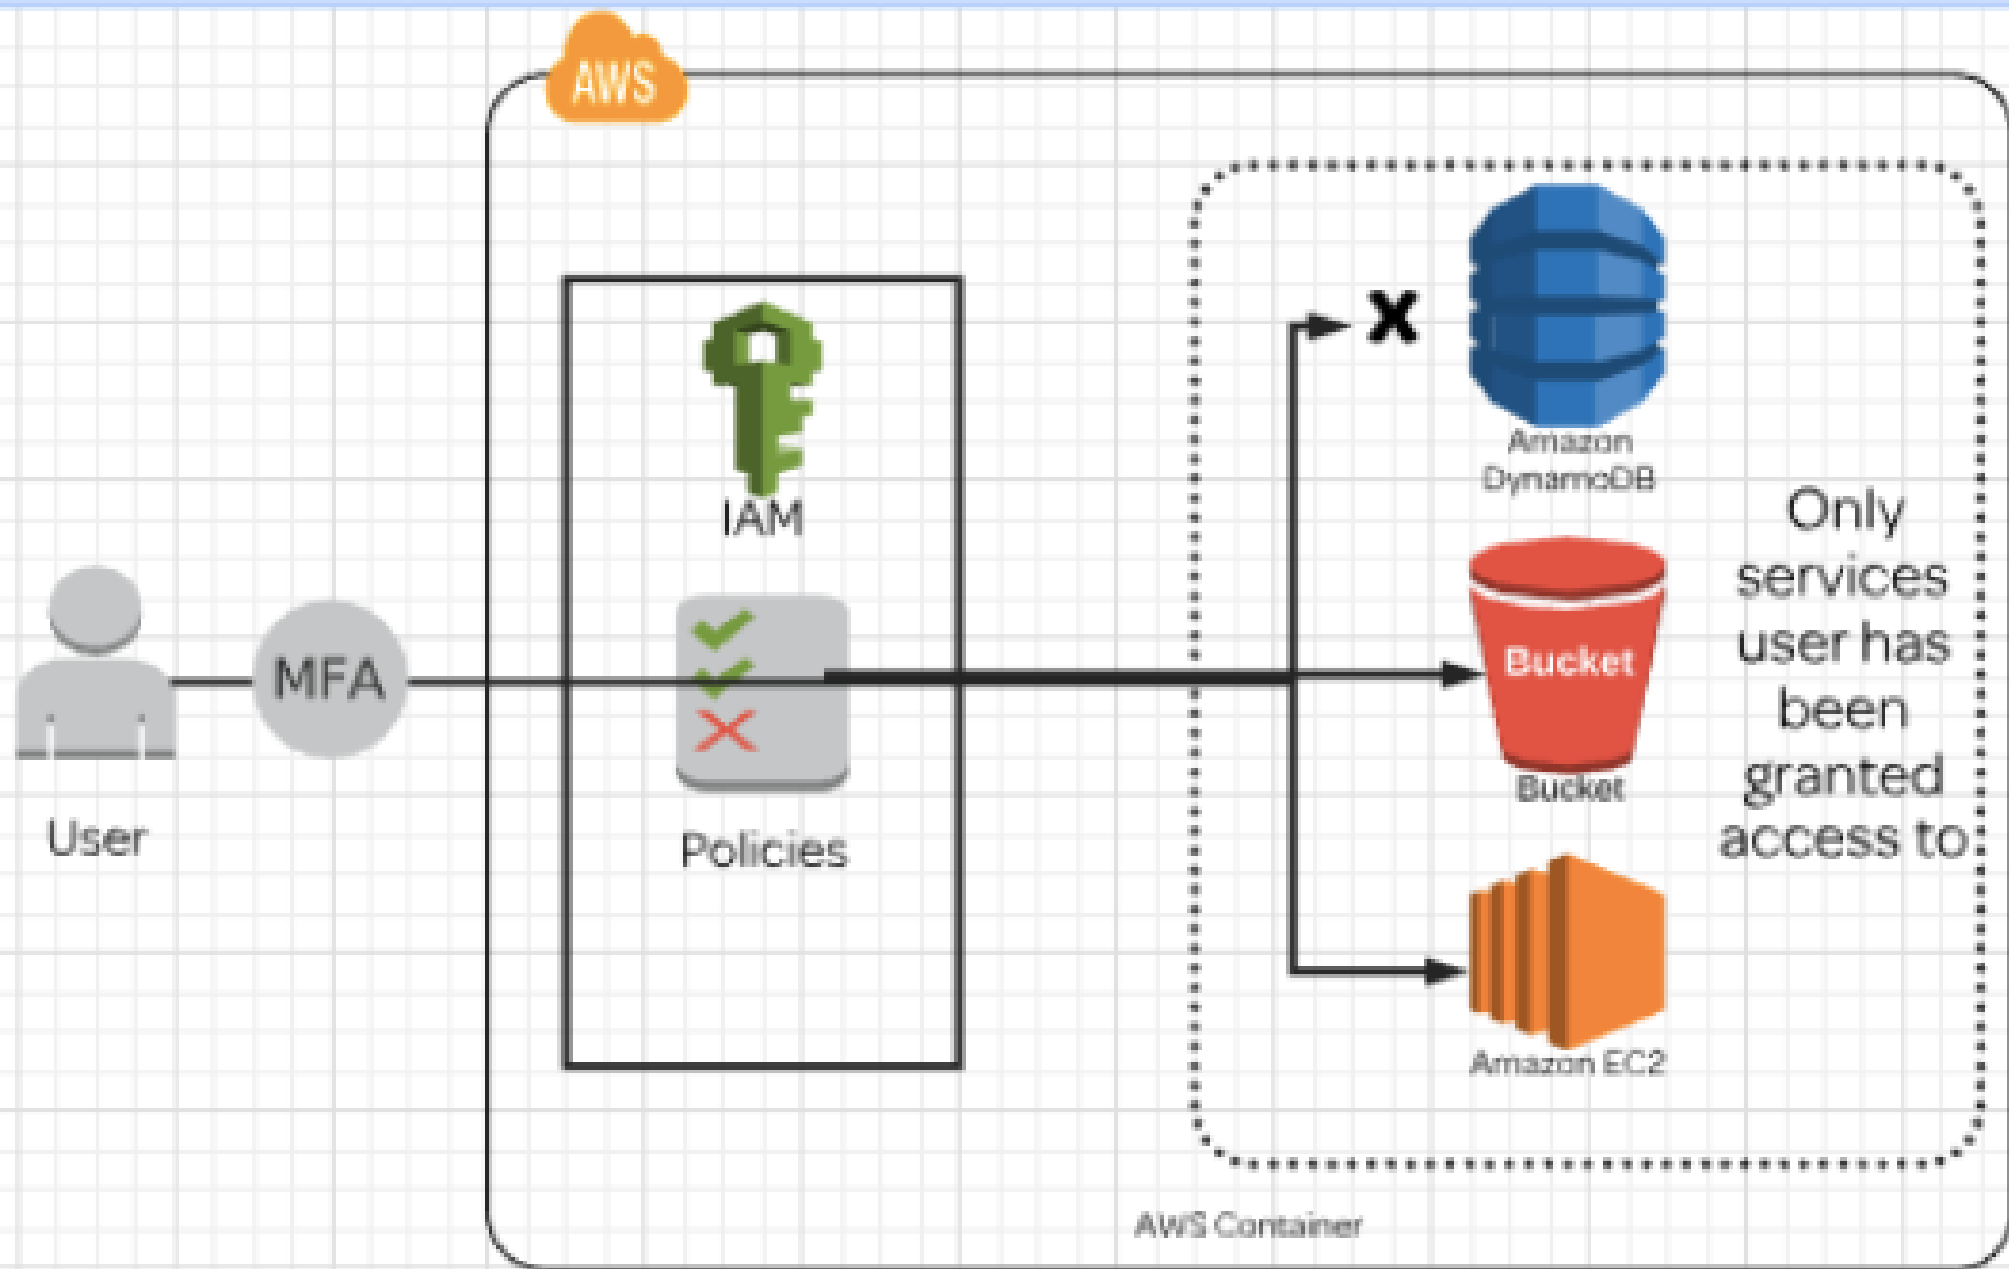 AWS
IAM
MFA
User
Policies
X
Amazon
DynamoDB
Bucket
Bucket
Amazon EC2
Only
services
user has
been
granted
access to
AWS Container